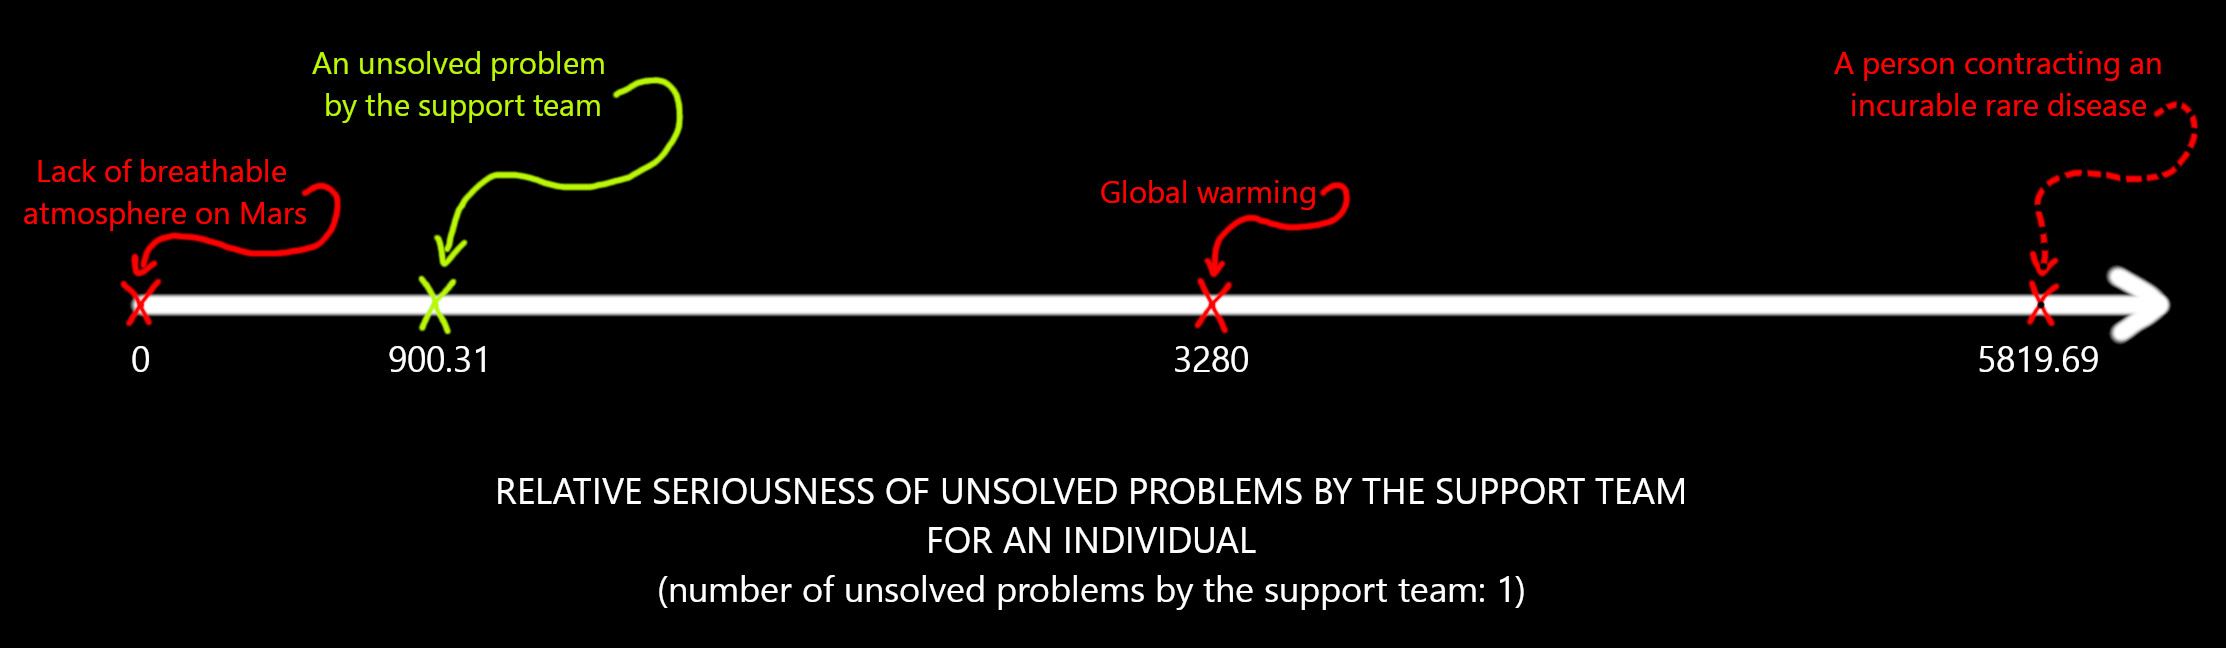 An unsolved problem
by the support team
A person contracting an
incurable rare disease
Lack of breathable
atmosphere on Mars
Global warming
0
900.31
3280
5819.69
RELATIVE SERIOUSNESS OF UNSOLVED PROBLEMS BY THE SUPPORT TEAM
FOR AN INDIVIDUAL
(number of unsolved problems by the support team: 1)